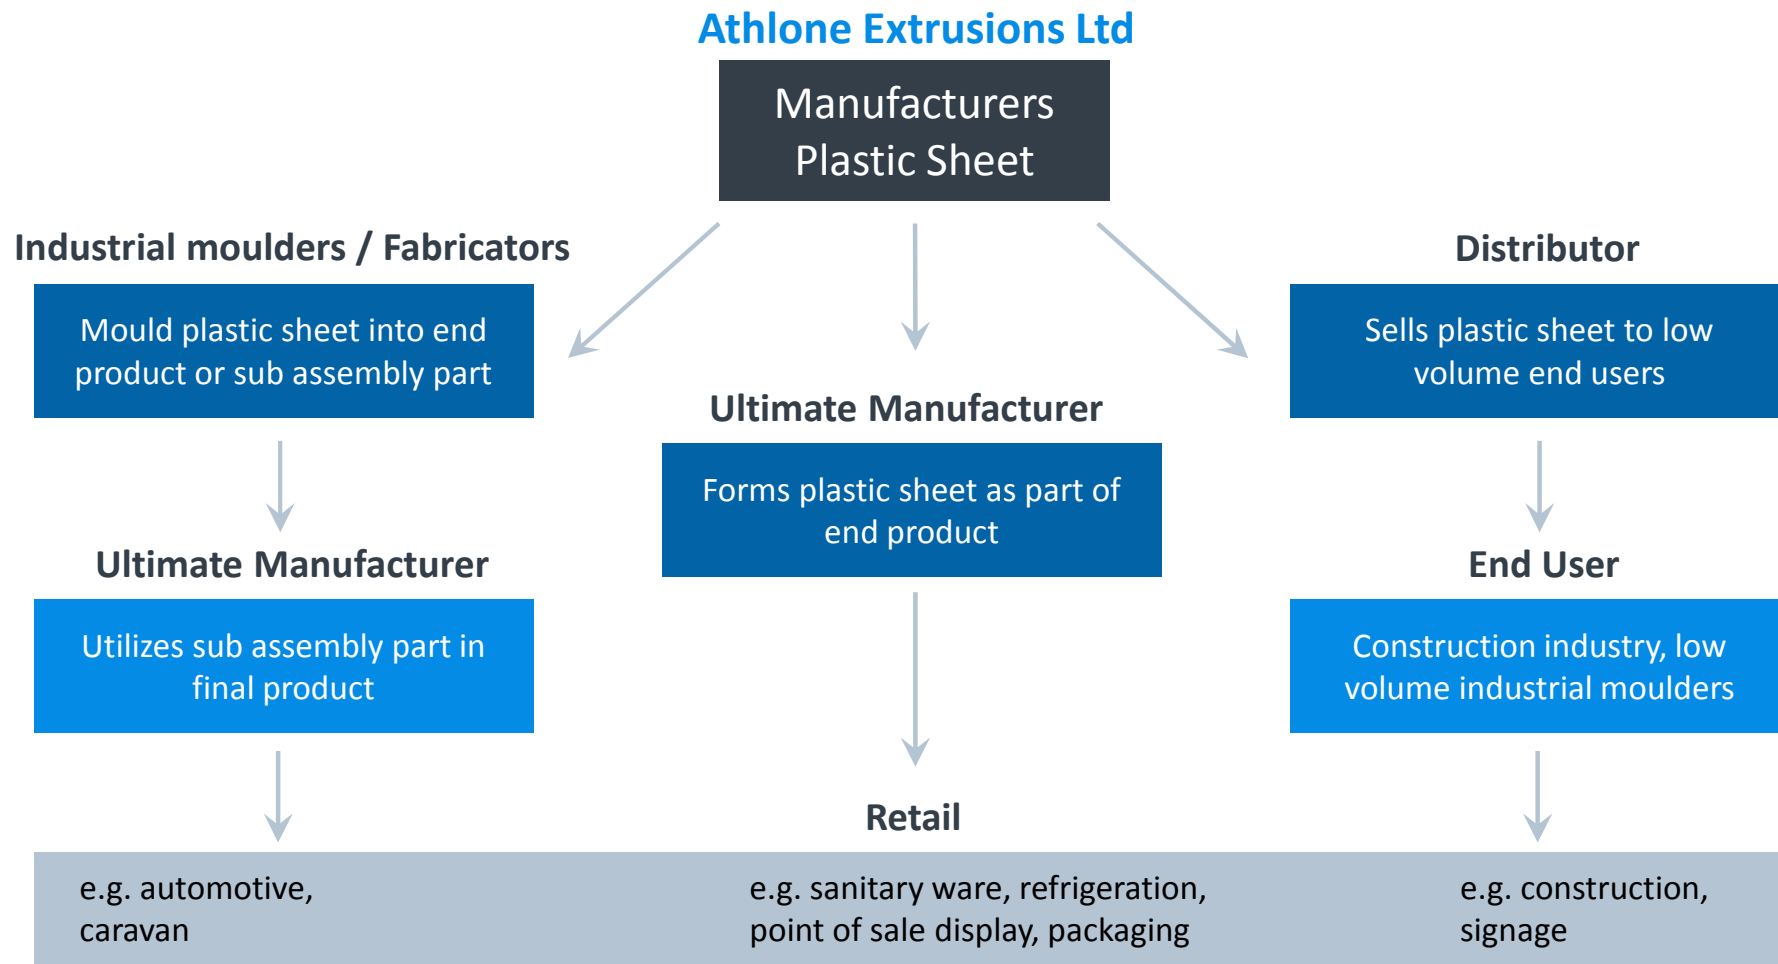 Athlone Extrusions Ltd
Manufacturers
Plastic Sheet
Industrial moulders / Fabricators
Mould plastic sheet into end
product or sub assembly part
Ultimate Manufacturer
Utilizes sub assembly part in
final product
Ultimate Manufacturer
Forms plastic sheet as part of
end product
Distributor
Sells plastic sheet to low
volume end users
End User
Construction industry, low
volume industrial moulders
Retail
e.g. automotive,
caravan
e.g. sanitary ware, refrigeration,
point of sale display, packaging
e.g. construction,
signage